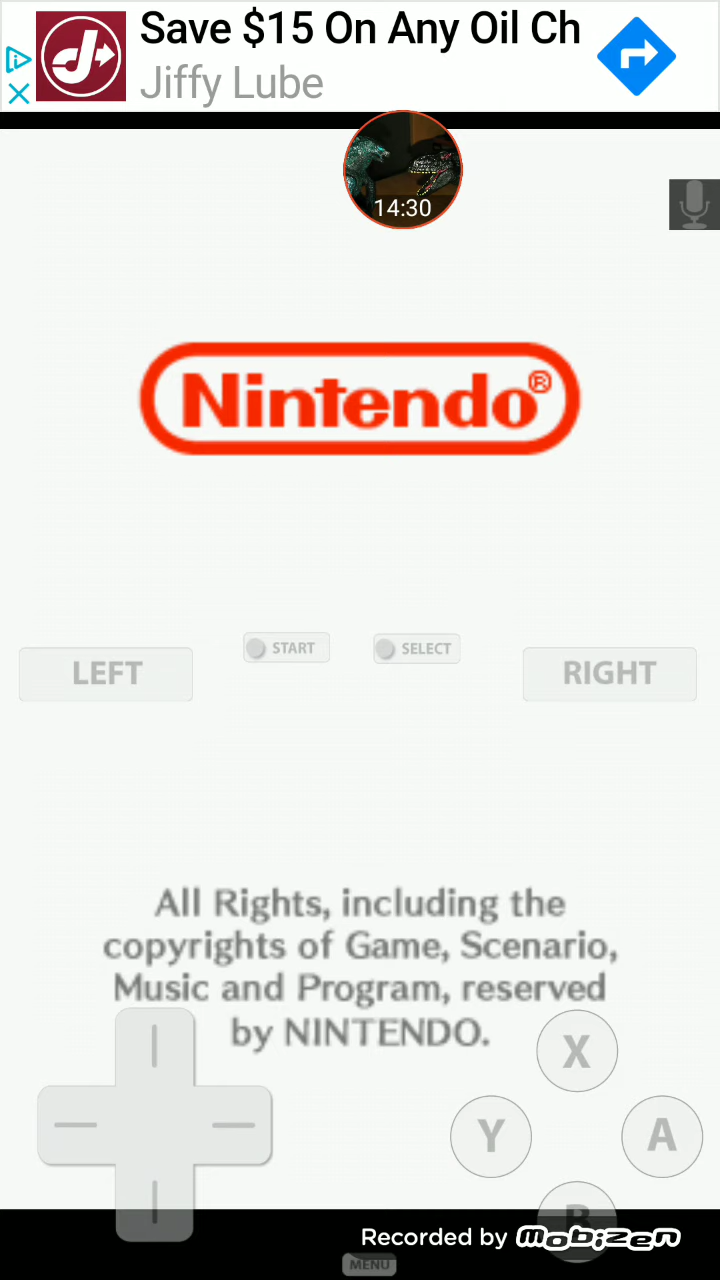 Save $15 On Any Oil Ch
Jiffy Lube
14:30
Nintendo®
START
SELECT
LEFT
RIGHT
All Rights, including the
copyrights of Game, Scenario,
Music and Program, reserved
by NINTENDO.
X
Y
A
B
Recorded by mobizen
MENU